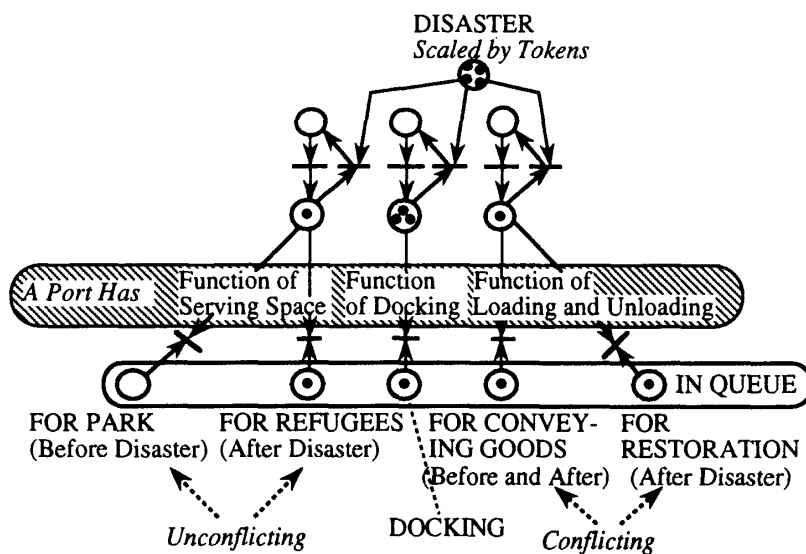 DISASTER
Scaled by Tokens
A Port Has
Function of
Serving Space
Function
of Docking
Function of
Loading and Unloading
IN QUEUE
FOR PARK
(Before Disaster)
FOR REFUGEES
(After Disaster)
FOR CONVEY-
ING GOODS
(Before and After)
FOR
RESTORATION
(After Disaster)
Unconflicting
DOCKING
Conflicting